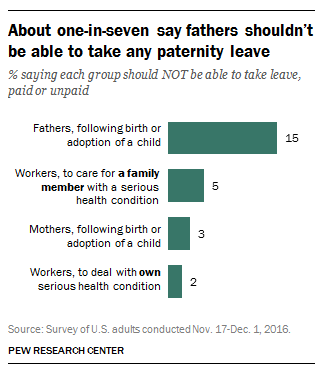 About one-in-seven say fathers shouldn't
be able to take any paternity leave
% saying each group should NOT be able to take leave,
paid or unpaid
Fathers, following birth or
adoption of a child
15
Workers, to care for a family
member with a serious
health condition
5
Mothers, following birth or
adoption of a child
3
Workers, to deal with own
serious health condition
2
Source: Survey of U.S. adults conducted Nov. 17-Dec. 1, 2016.
PEW RESEARCH CENTER